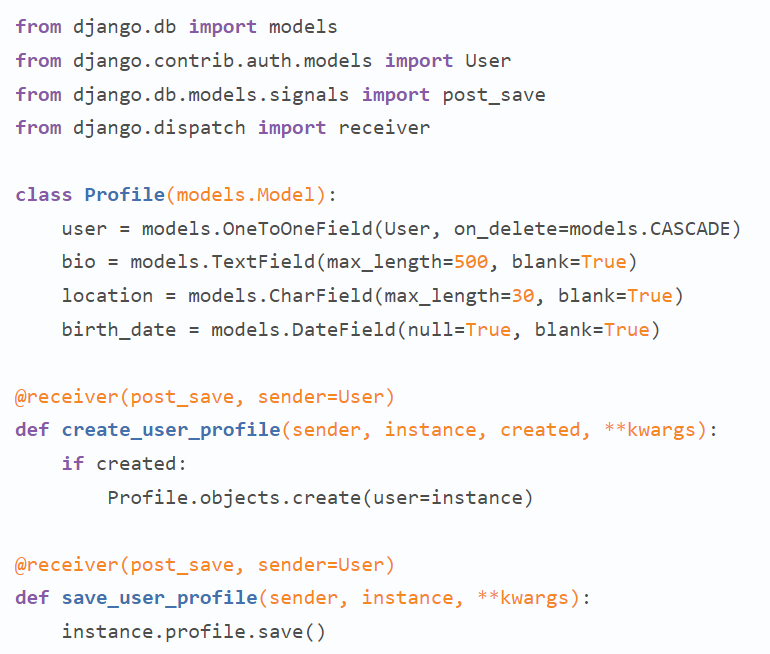 from django.db import models
from django.contrib.auth.models import User
from django.db.models.signals import post_save
from django.dispatch import receiver

class Profile(models.Model):
    user = models.OneToOneField(User, on_delete=models.CASCADE)
    bio = models.TextField(max_length=500, blank=True)
    location = models.CharField(max_length=30, blank=True)
    birth_date = models.DateField(null=True, blank=True)

@receiver(post_save, sender=User)
def create_user_profile(sender, instance, created, **kwargs):
    if created:
        Profile.objects.create(user=instance)

@receiver(post_save, sender=User)
def save_user_profile(sender, instance, **kwargs):
    instance.profile.save()